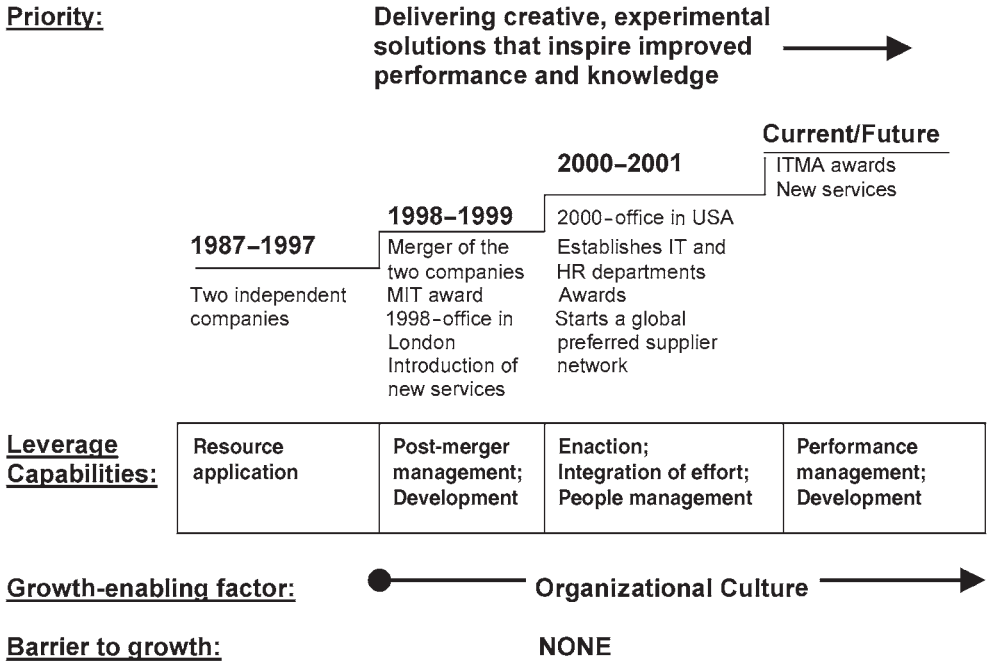 Priority:
Delivering creative, experimental
solutions that inspire improved
performance and knowledge
Current/Future
ITMA awards
New services
2000–2001
2000-office in USA
Establishes IT and
HR departments
Awards
Starts a global
preferred supplier
network
1998–1999
Merger of the
two companies
MIT award
1998-office in
London
Introduction of
new services
1987–1997
Two independent
companies
Leverage
Capabilities:
Resource
application
Post-merger
management;
Development
Enaction;
Integration of effort;
People management
Performance
management;
Development
Growth-enabling factor:
Organizational Culture
Barrier to growth:
NONE